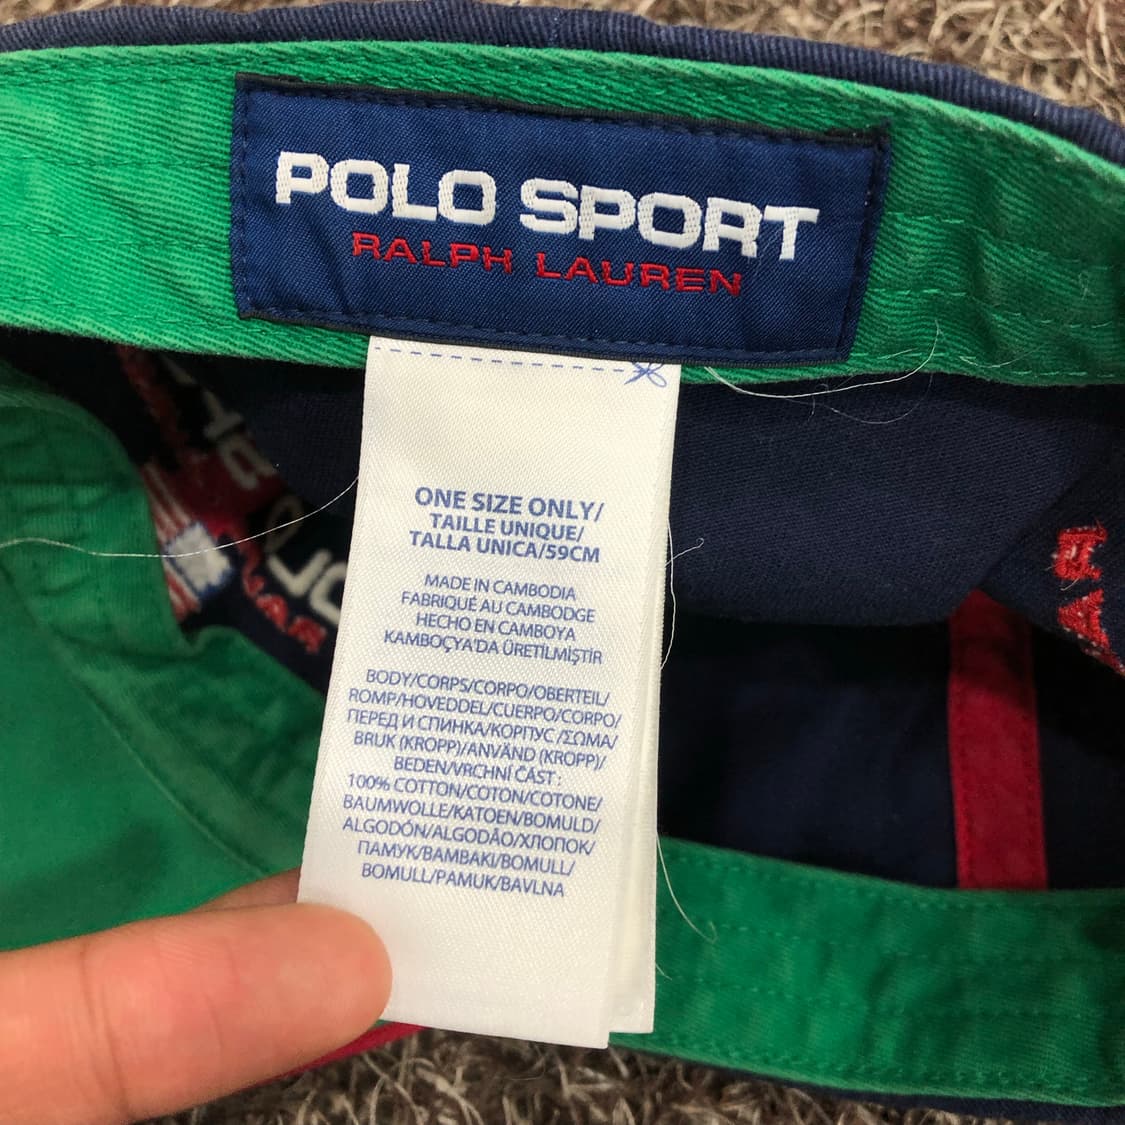 POLO SPORT
RALPH LAUREN
ONE SIZE ONLY/
TAILLE UNIQUE/
TALLA UNICA/59CM
MADE IN CAMBODIA
FABRIQUÉ AU CAMBODGE
HECHO EN CAMBOYA
KAMBOÇYA'DA ÜRETİLMİŞTİR
BODY/CORPS/CORPO/OBERTEIL/
ROMP/HOVEDDEL/CUERPO/CORPO/
ПЕРЕД И СПИНКА/КОРПУС/ΣΩΜΑ/
BRUK (KROPP)/ANVÄND (KROPP)/
BEDEN/VRCHNÍ ČÁST :
100% COTTON/COTON/COTONE/
BAUMWOLLE/KATOEN/BOMULD/
ALGODÓN/ALGODÃO/ХЛОПОК/
ПАМУК/BAMBAKI/BOMULL/
BOMULL/PAMUK/BAVLNA